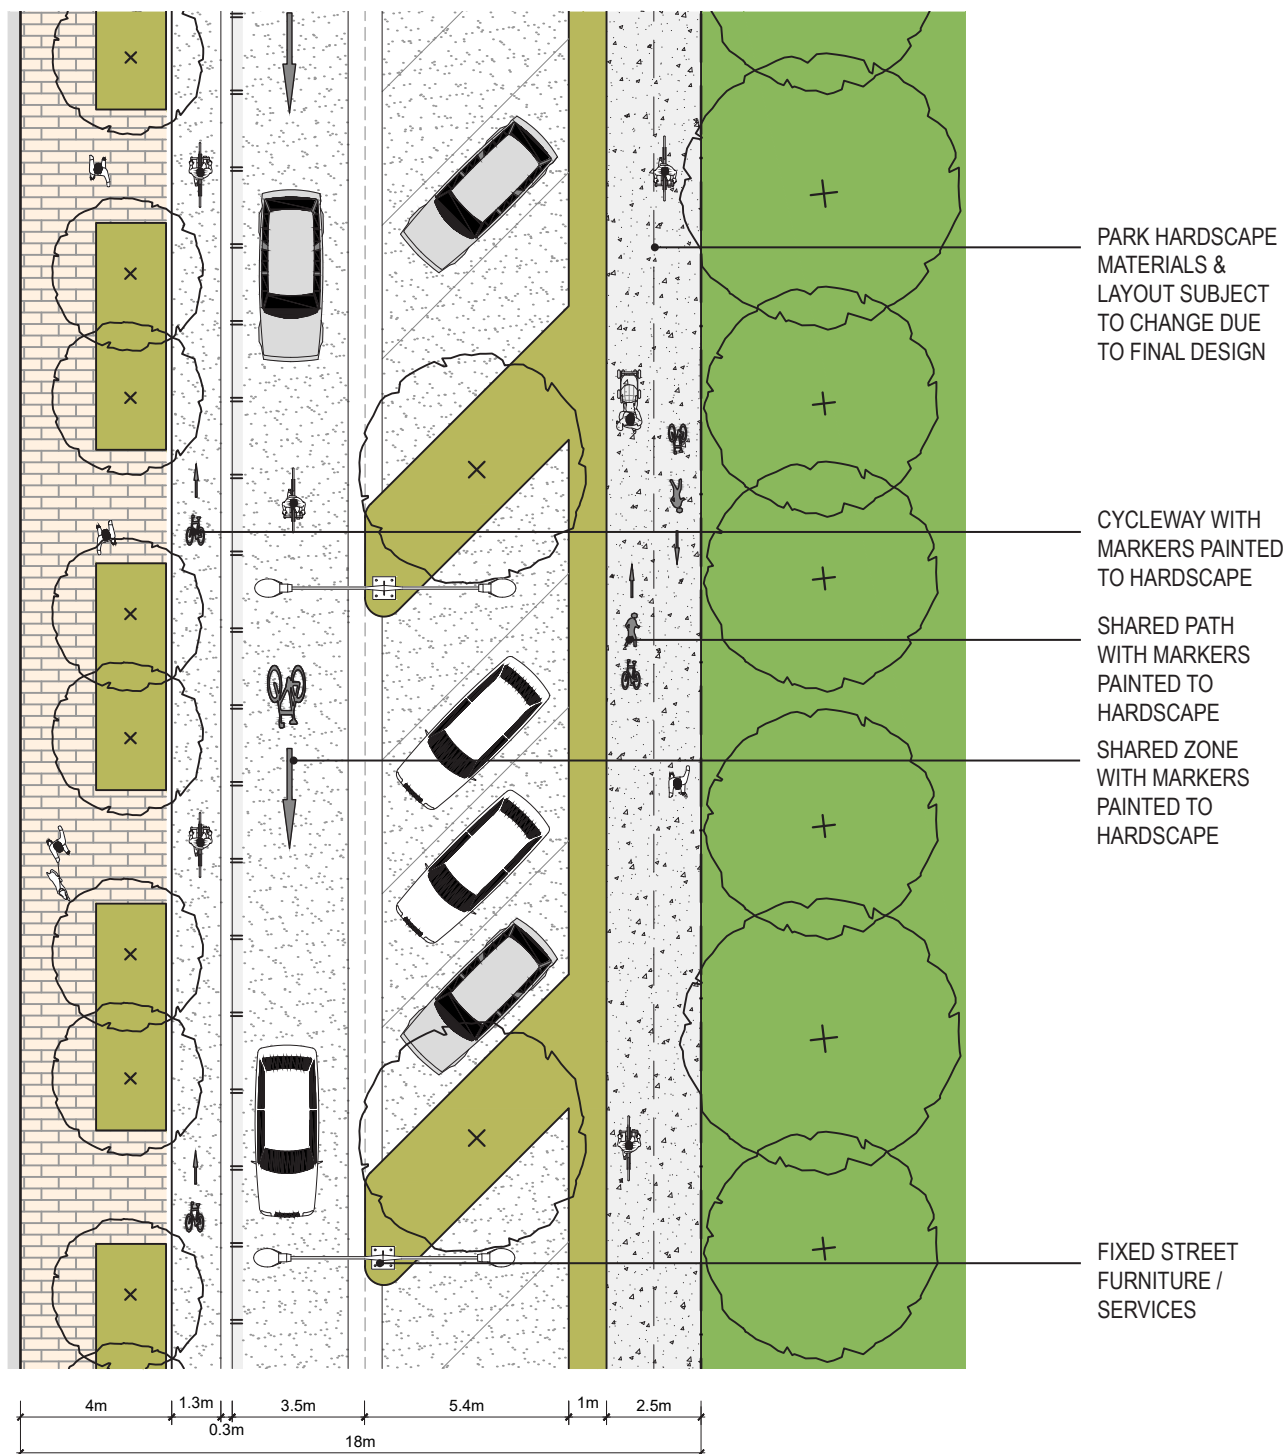 PARK HARDSCAPE
MATERIALS &
LAYOUT SUBJECT
TO CHANGE DUE
TO FINAL DESIGN
CYCLEWAY WITH
MARKERS PAINTED
TO HARDSCAPE
SHARED PATH
WITH MARKERS
PAINTED TO
HARDSCAPE
SHARED ZONE
WITH MARKERS
PAINTED TO
HARDSCAPE
FIXED STREET
FURNITURE /
SERVICES
4m 1.3m 3.5m 5.4m 1m 2.5m
0.3m
18m